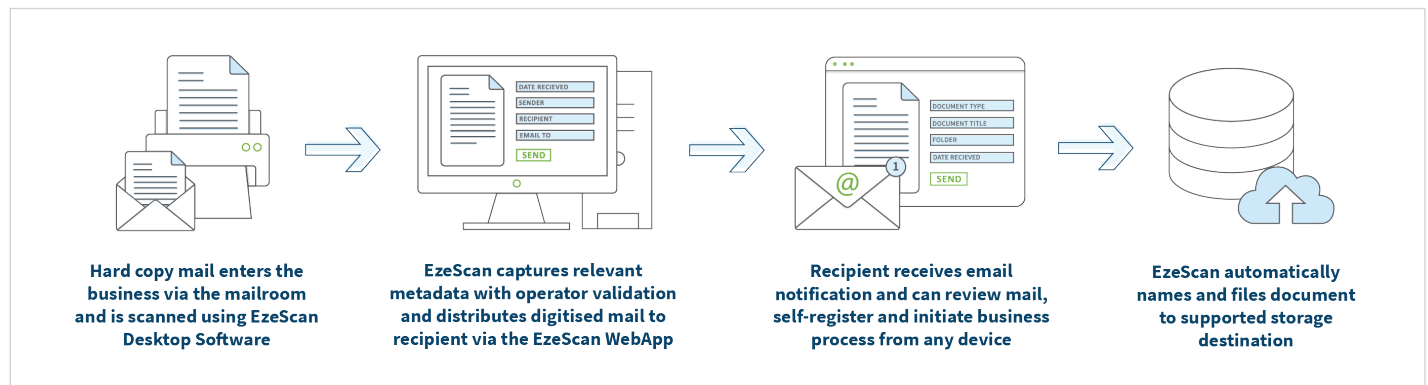 DATE RECIEVED
SENDER
RECIPIENT
EMAIL TO
SEND
DOCUMENT TYPE
DOCUMENT TITLE
FOLDER
DATE RECIEVED
SEND
1
@
Hard copy mail enters the
business via the mailroom
and is scanned using EzeScan
Desktop Software
EzeScan captures relevant
metadata with operator validation
and distributes digitised mail to
recipient via the EzeScan WebApp
Recipient receives email
notification and can review mail,
self-register and initiate business
process from any device
EzeScan automatically
names and files document
to supported storage
destination